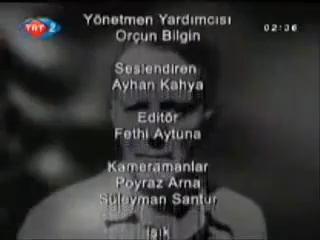 TRT 2
02:36
Yönetmen Yardımcısı
Orçun Bilgin
Seslendiren
Ayhan Kahya
Editör
Fethi Aytuna
Kameramanlar
Poyraz Arna
Süleyman Santur
Işık